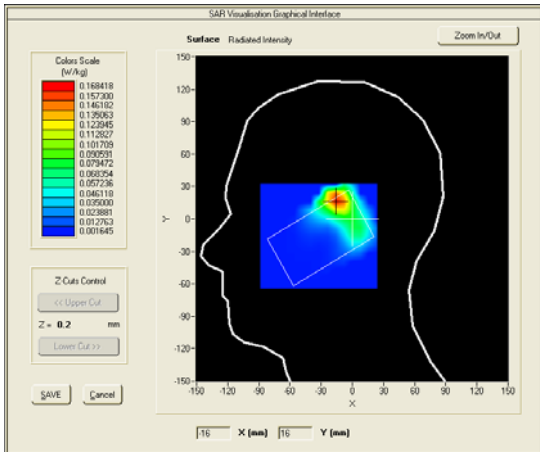 SAR Visualisation Graphical Interface
Surface Radiated Intensity
Zoom In/Out
Colors Scale
(W/kg)
0.168418
0.157300
0.146182
0.135063
0.123945
0.112827
0.101709
0.090591
0.079472
0.068354
0.057236
0.046118
0.035000
0.023881
0.012763
0.001645
Z-Cuts Control
<< Upper Cut
Z = 0.2 mm
Lower Cut >>
SAVE Cancel
150
120
90
60
30
0
-30
-60
-90
-120
-150
Y
-150 -120 -90 -60 -30 0 30 60 90 120 150
X
-16 X (mm) 16 Y (mm)